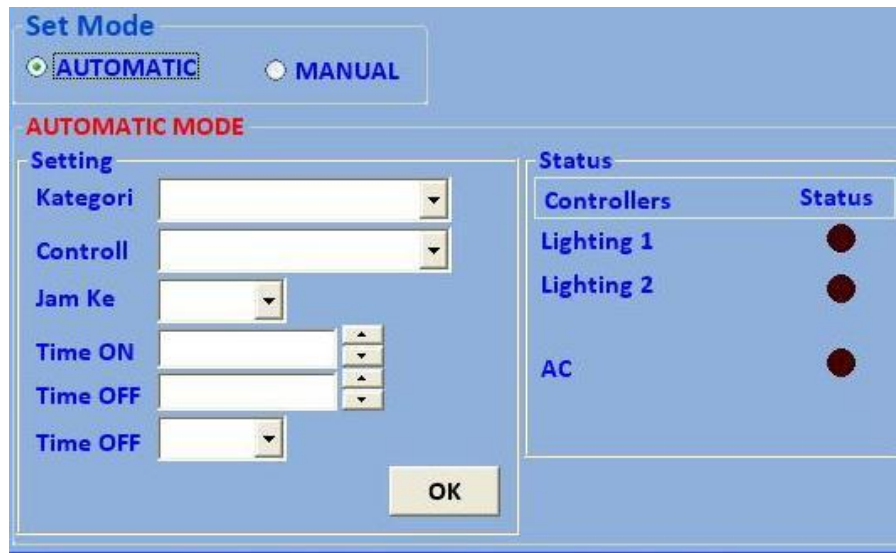 Set Mode
AUTOMATIC MANUAL
AUTOMATIC MODE
Setting
Kategori
Controll
Jam Ke
Time ON
Time OFF
Time OFF
OK
Status
Controllers Status
Lighting 1
Lighting 2
AC